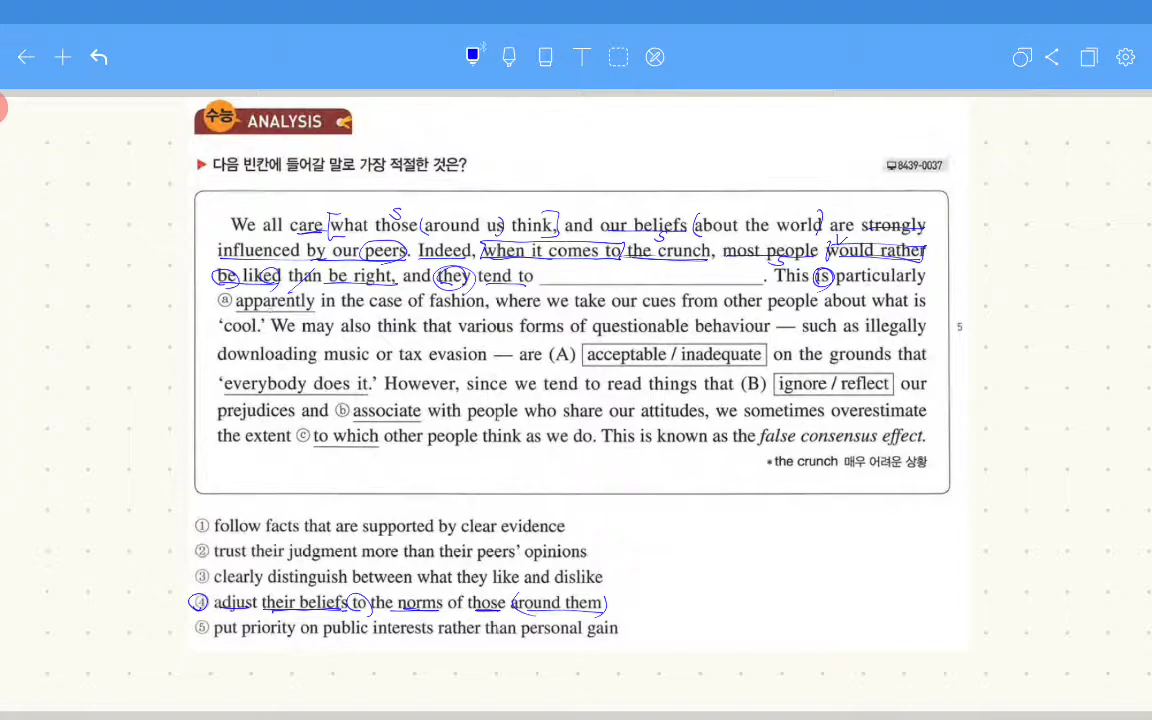 수능 ANALYSIS
▶ 다음 빈칸에 들어갈 말로 가장 적절한 것은?
8439-0037
We all care what those around us think, and our beliefs about the world are strongly
influenced by our peers. Indeed, when it comes to the crunch, most people would rather
be liked than be right, and they tend to ____________________. This is particularly
ⓐ apparently in the case of fashion, where we take our cues from other people about what is
‘cool.’ We may also think that various forms of questionable behaviour — such as illegally
5
downloading music or tax evasion — are (A) acceptable / inadequate on the grounds that
‘everybody does it.’ However, since we tend to read things that (B) ignore / reflect our
prejudices and ⓑ associate with people who share our attitudes, we sometimes overestimate
the extent ⓒ to which other people think as we do. This is known as the false consensus effect.
*the crunch 매우 어려운 상황
① follow facts that are supported by clear evidence
② trust their judgment more than their peers’ opinions
③ clearly distinguish between what they like and dislike
④ adjust their beliefs to the norms of those around them
⑤ put priority on public interests rather than personal gain